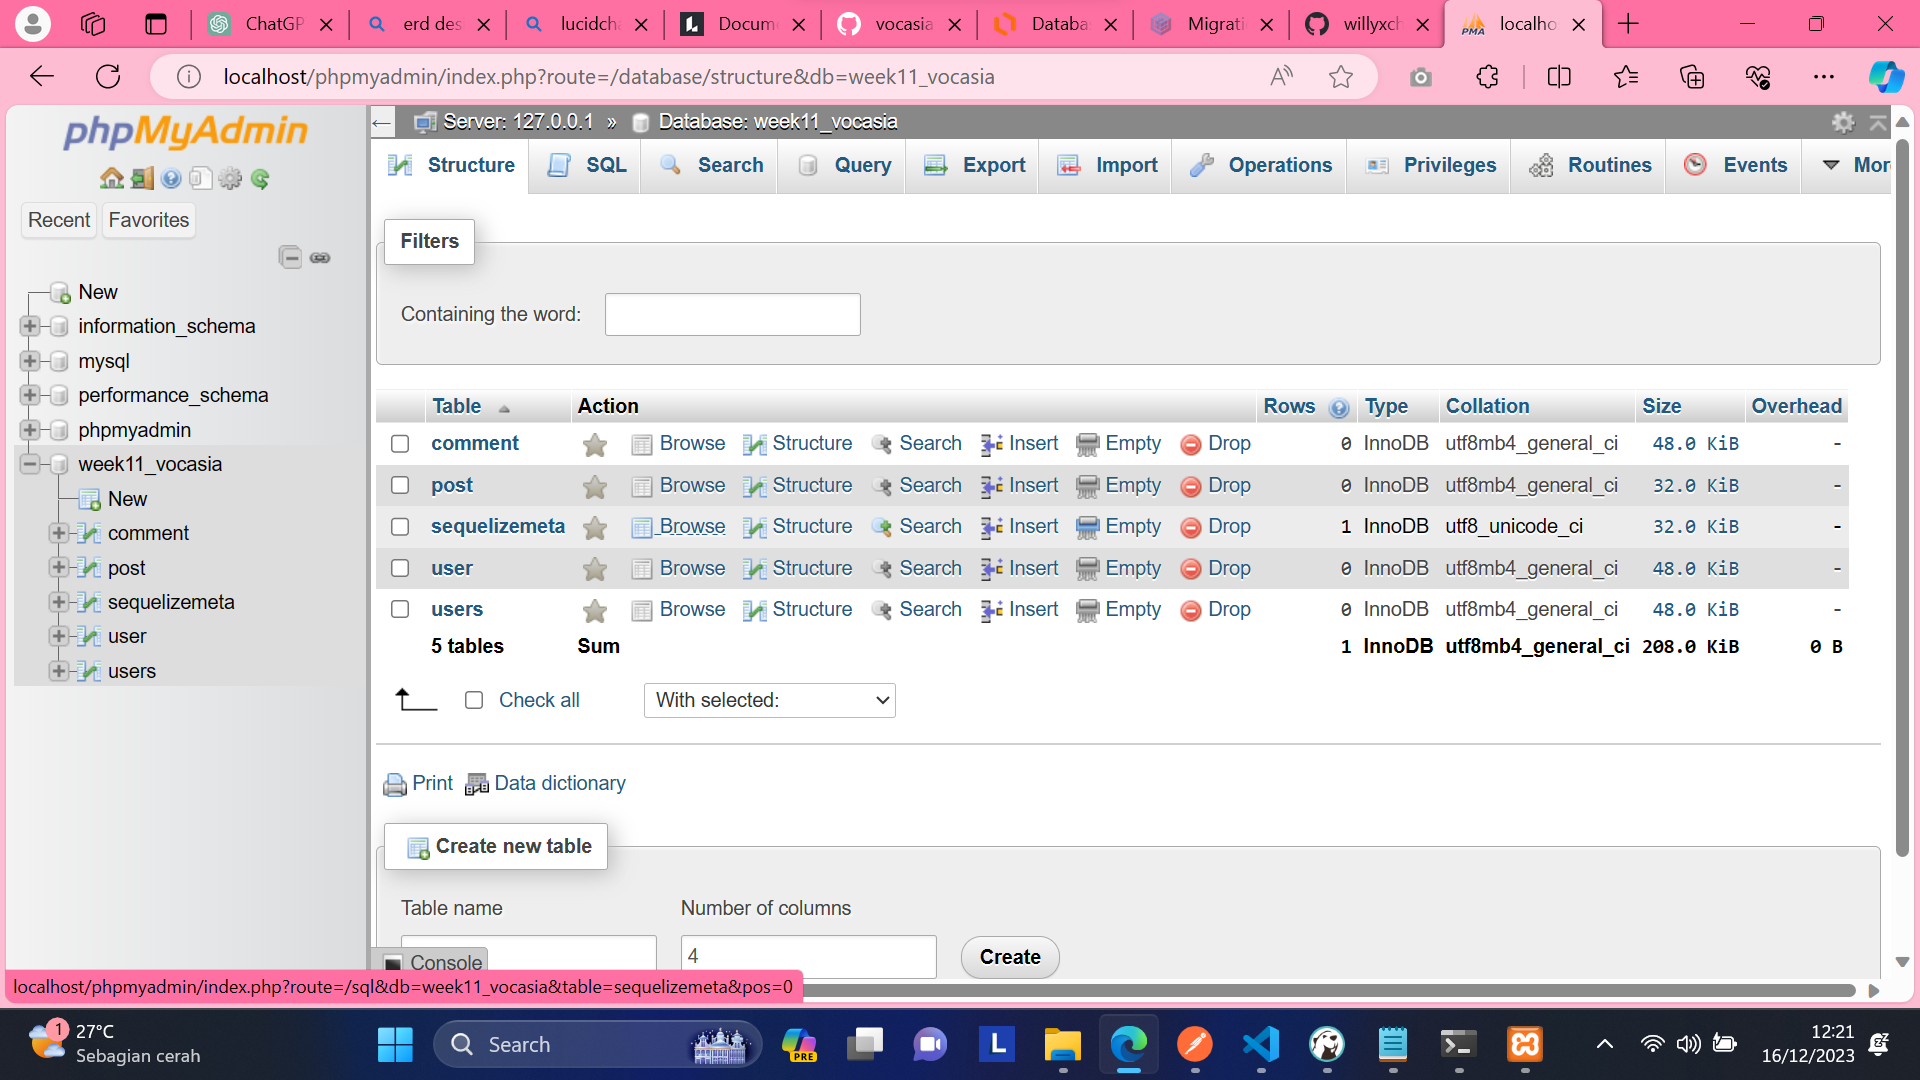 ChatGP
erd des
lucidcha
Docume
vocasia
Databa
Migrati
willyxch
localho
localhost/phpmyadmin/index.php?route=/database/structure&db=week11_vocasia
phpMyAdmin
Recent
Favorites
New
information_schema
mysql
performance_schema
phpmyadmin
week11_vocasia
New
comment
post
sequelizemeta
user
users
Server: 127.0.0.1 » Database: week11_vocasia
Structure SQL Search Query Export Import Operations Privileges Routines Events Mor
Filters
Containing the word:
Table Action Rows Type Collation Size Overhead
comment Browse Structure Search Insert Empty Drop 0 InnoDB utf8mb4_general_ci 48.0 KiB -
post Browse Structure Search Insert Empty Drop 0 InnoDB utf8mb4_general_ci 32.0 KiB -
sequelizemeta Browse Structure Search Insert Empty Drop 1 InnoDB utf8_unicode_ci 32.0 KiB -
user Browse Structure Search Insert Empty Drop 0 InnoDB utf8mb4_general_ci 48.0 KiB -
users Browse Structure Search Insert Empty Drop 0 InnoDB utf8mb4_general_ci 48.0 KiB -
5 tables Sum 1 InnoDB utf8mb4_general_ci 208.0 KiB 0 B
Check all With selected:
Print Data dictionary
Create new table
Table name Number of columns
4 Create
Console
localhost/phpmyadmin/index.php?route=/sql&db=week11_vocasia&table=sequelizemeta&pos=0
1
27°C
Sebagian cerah
Search
PRE
L
12:21
16/12/2023